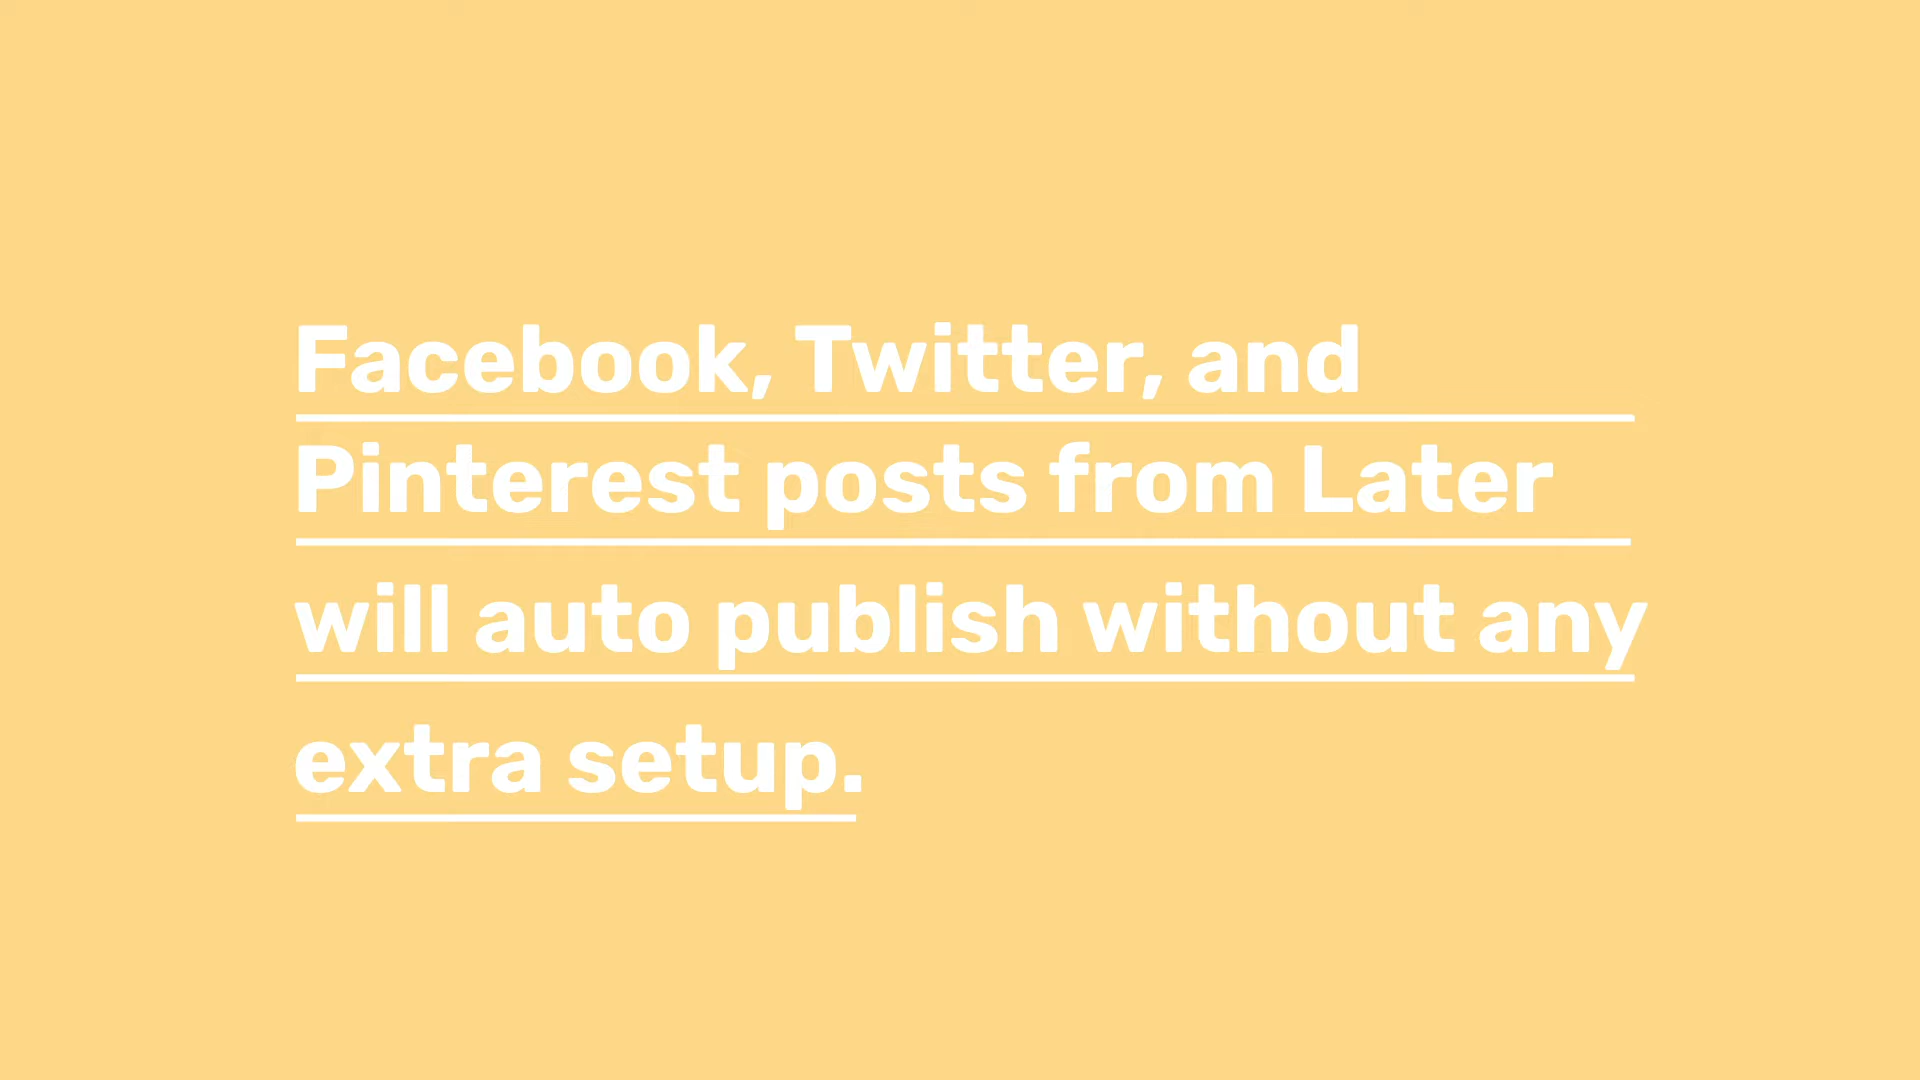 Facebook, Twitter, and
Pinterest posts from Later
will auto publish without any
extra setup.